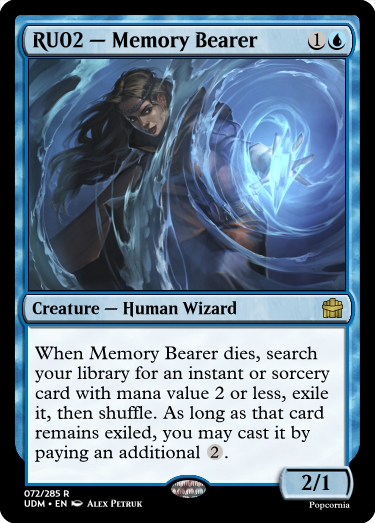 RU02 — Memory Bearer 1
Creature — Human Wizard
When Memory Bearer dies, search
your library for an instant or sorcery
card with mana value 2 or less, exile
it, then shuffle. As long as that card
remains exiled, you may cast it by
paying an additional 2.
2/1
072/285 R
UDM • EN Alex Petruk
Popcornia